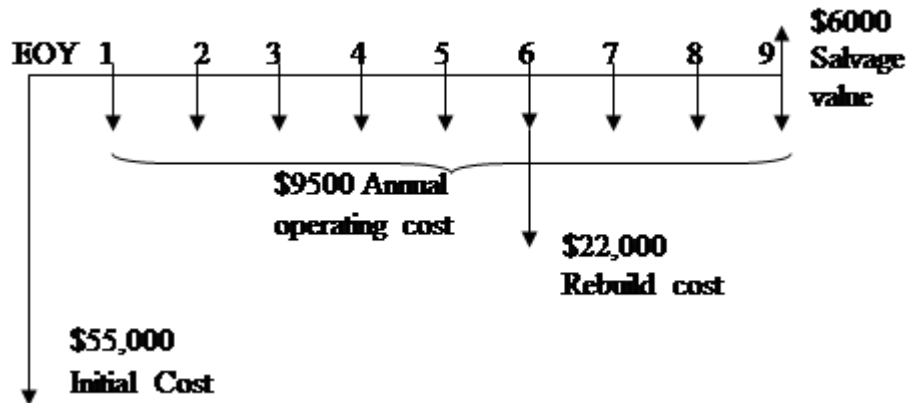 $6000
Salvage
value
EOY 1 2 3 4 5 6 7 8 9
$9500 Annual
operating cost
$22,000
Rebuild cost
$55,000
Initial Cost